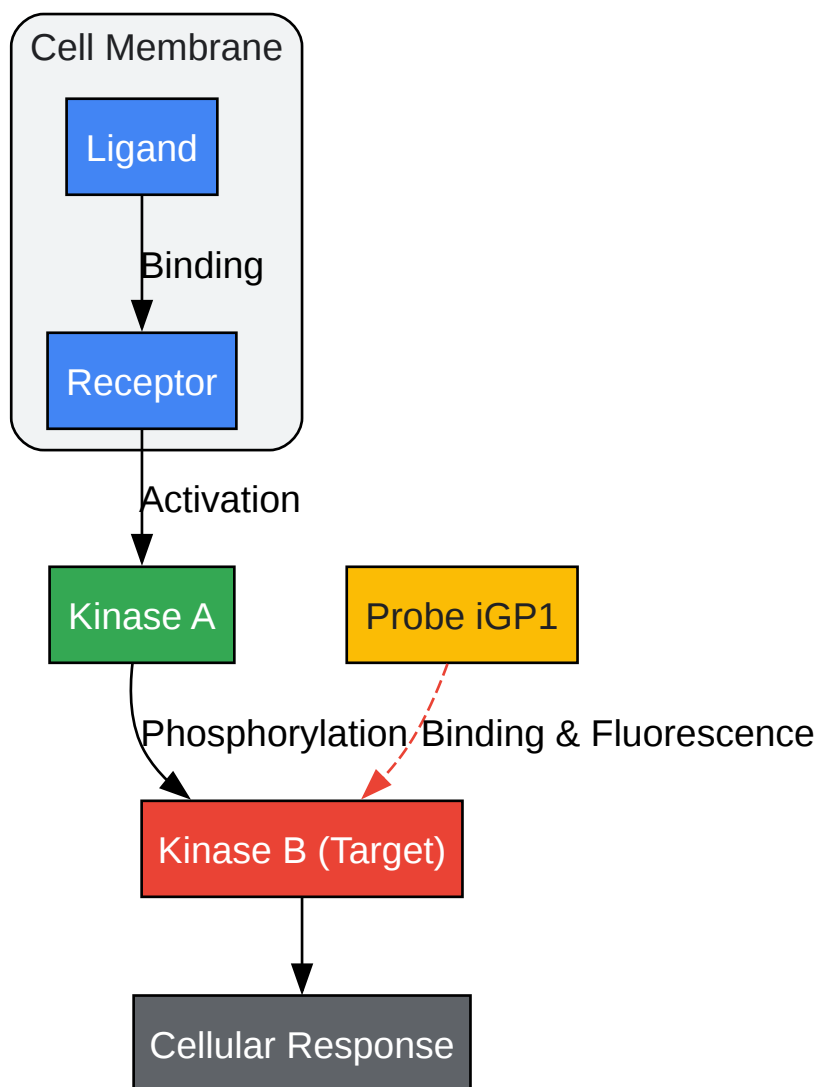 Cell Membrane
Ligand
Binding
Receptor
Activation
Kinase A
Probe iGP1
Phosphorylation
Binding & Fluorescence
Kinase B (Target)
Cellular Response